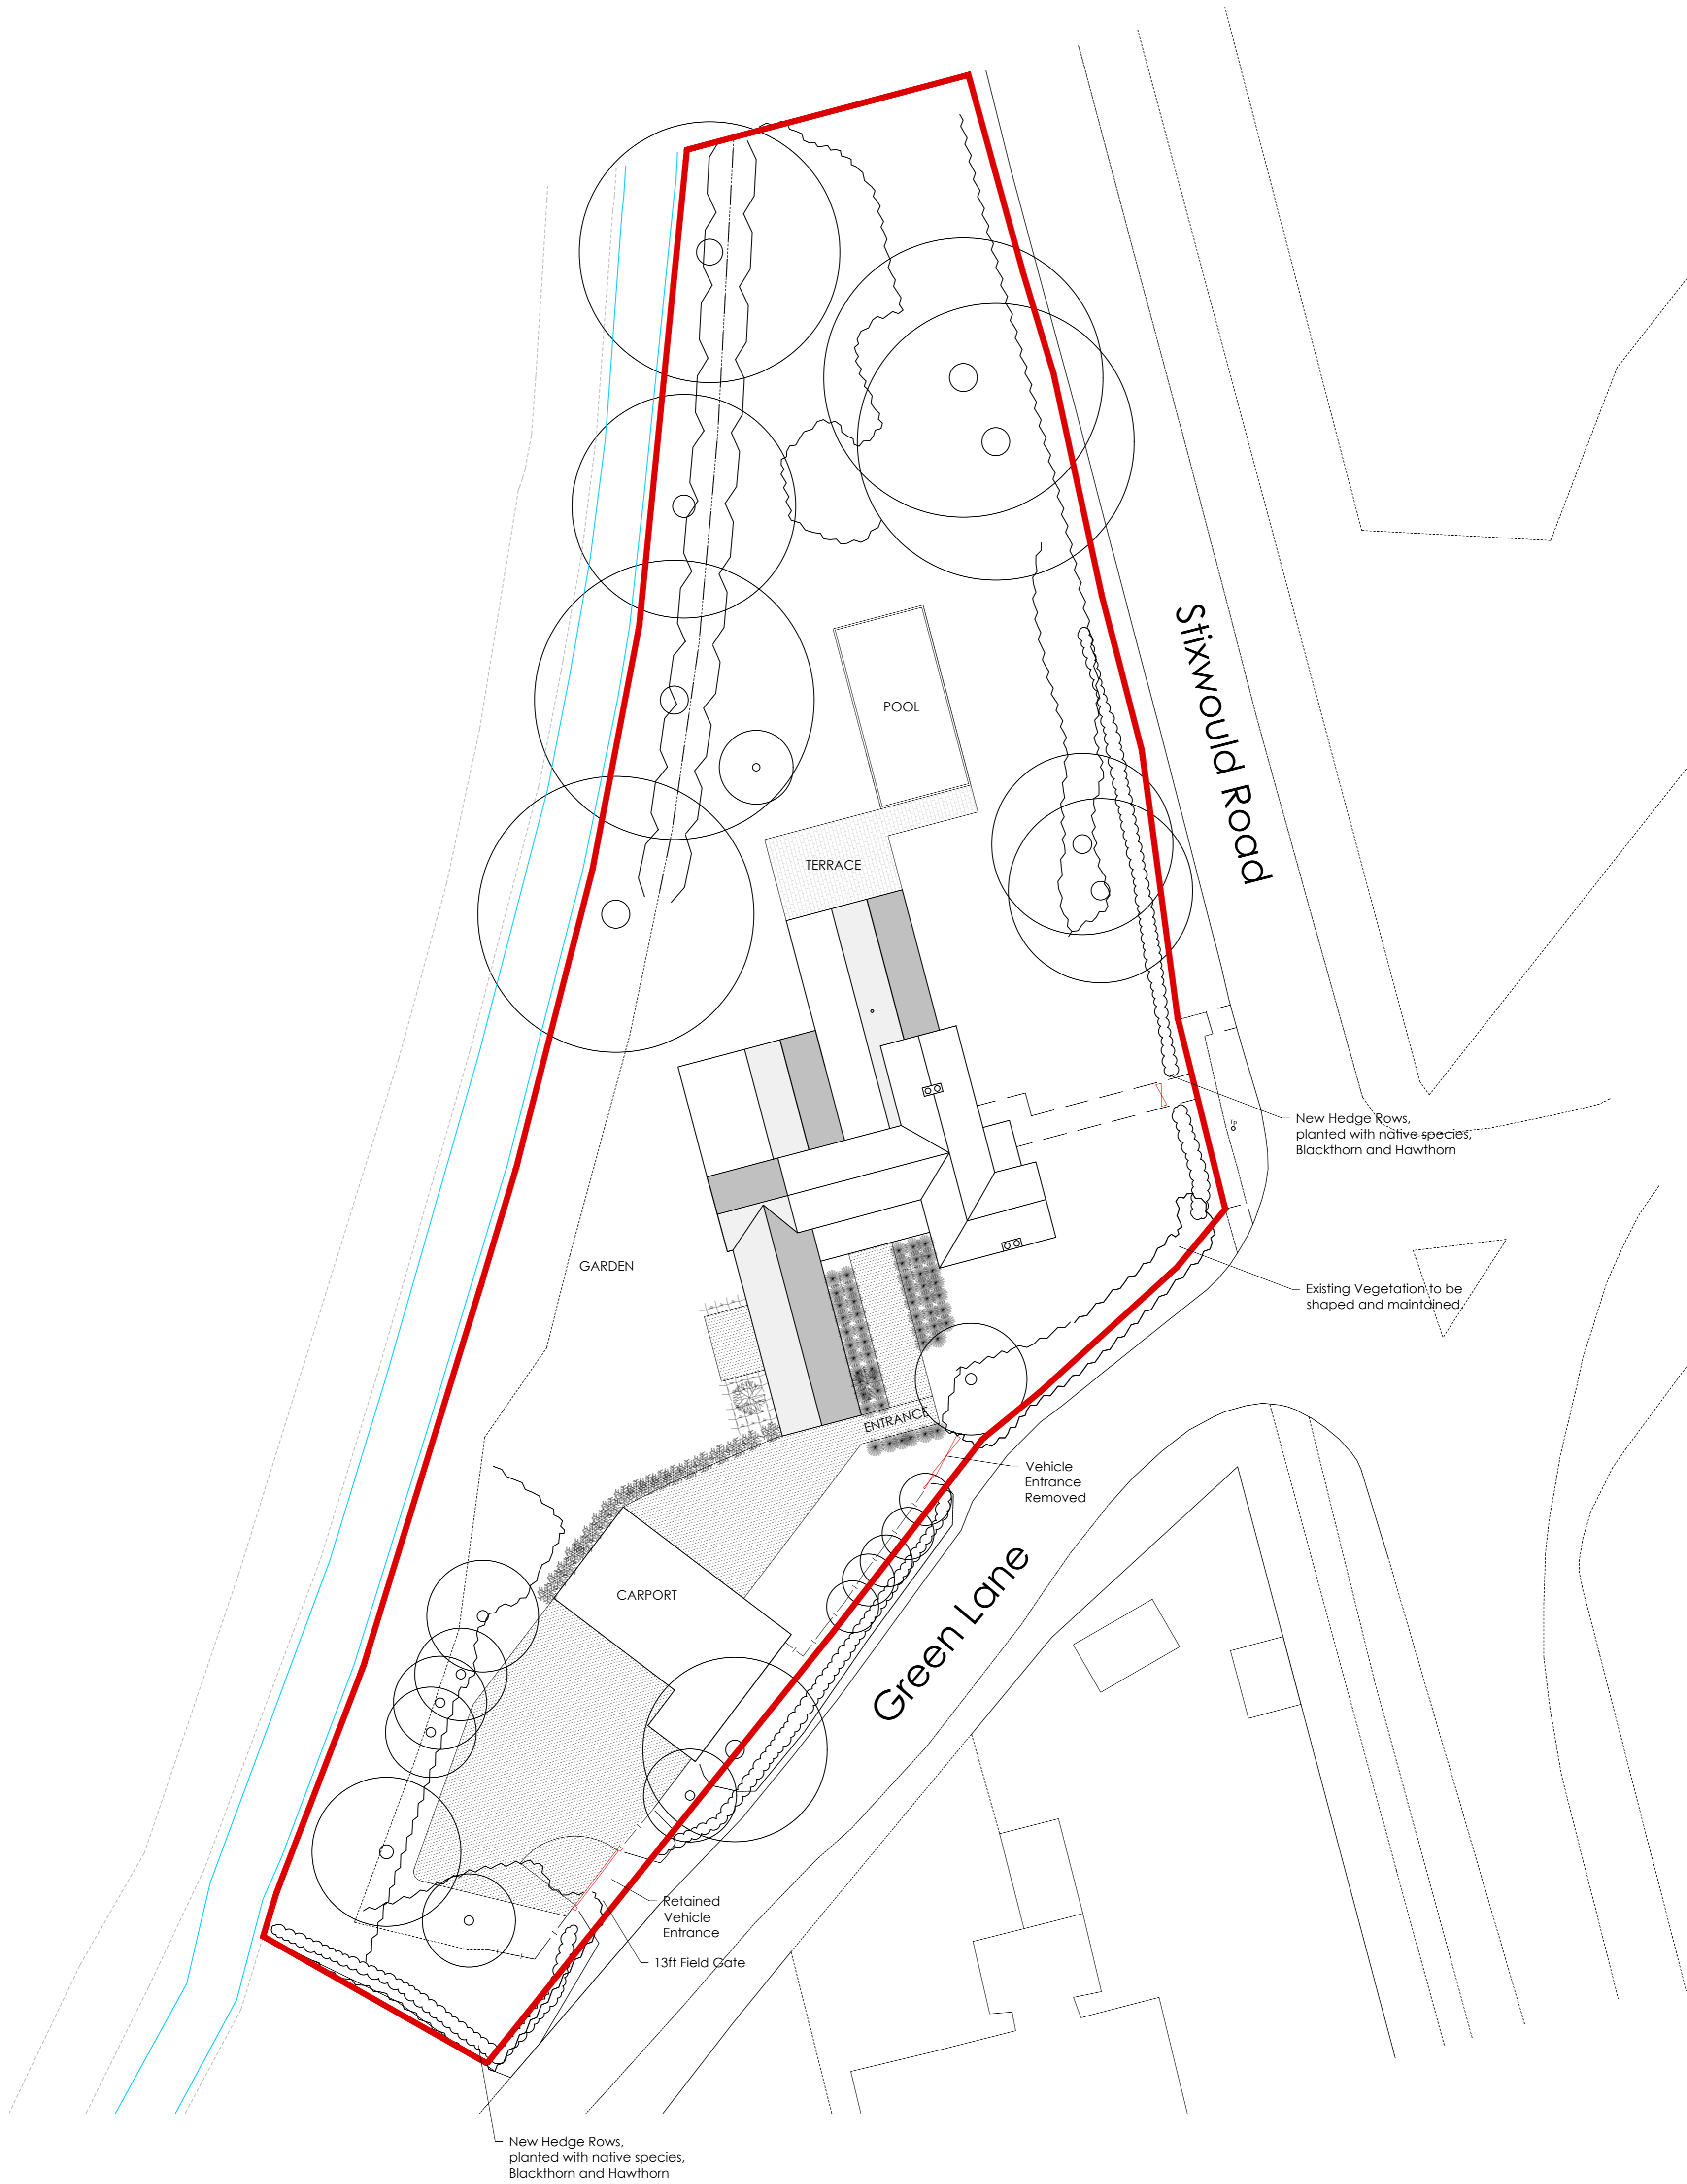 POOL
Stixwould Road
TERRACE
New Hedge Rows,
planted with native species,
Blackthorn and Hawthorn
GARDEN
Existing Vegetation to be
shaped and maintained
ENTRANCE
Vehicle
Entrance
Removed
CARPORT
Green Lane
Retained
Vehicle
Entrance
13ft Field Gate
New Hedge Rows,
planted with native species,
Blackthorn and Hawthorn